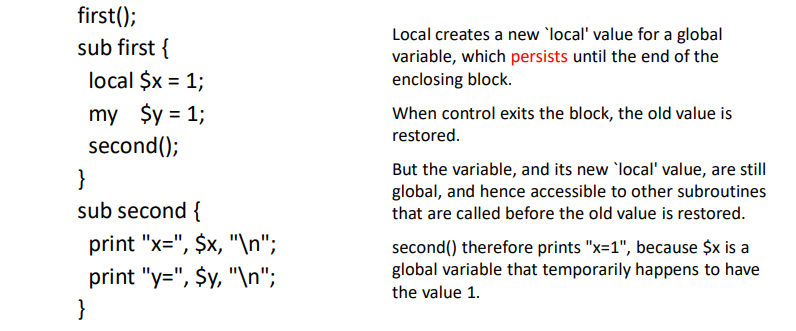 first();
sub first {
local $x = 1;
my $y = 1;
second();
}
sub second {
print "x=", $x, "\n";
print "y=", $y, "\n";
}
Local creates a new `local' value for a global
variable, which persists until the end of the
enclosing block.
When control exits the block, the old value is
restored.
But the variable, and its new `local' value, are still
global, and hence accessible to other subroutines
that are called before the old value is restored.
second() therefore prints "x=1", because $x is a
global variable that temporarily happens to have
the value 1.